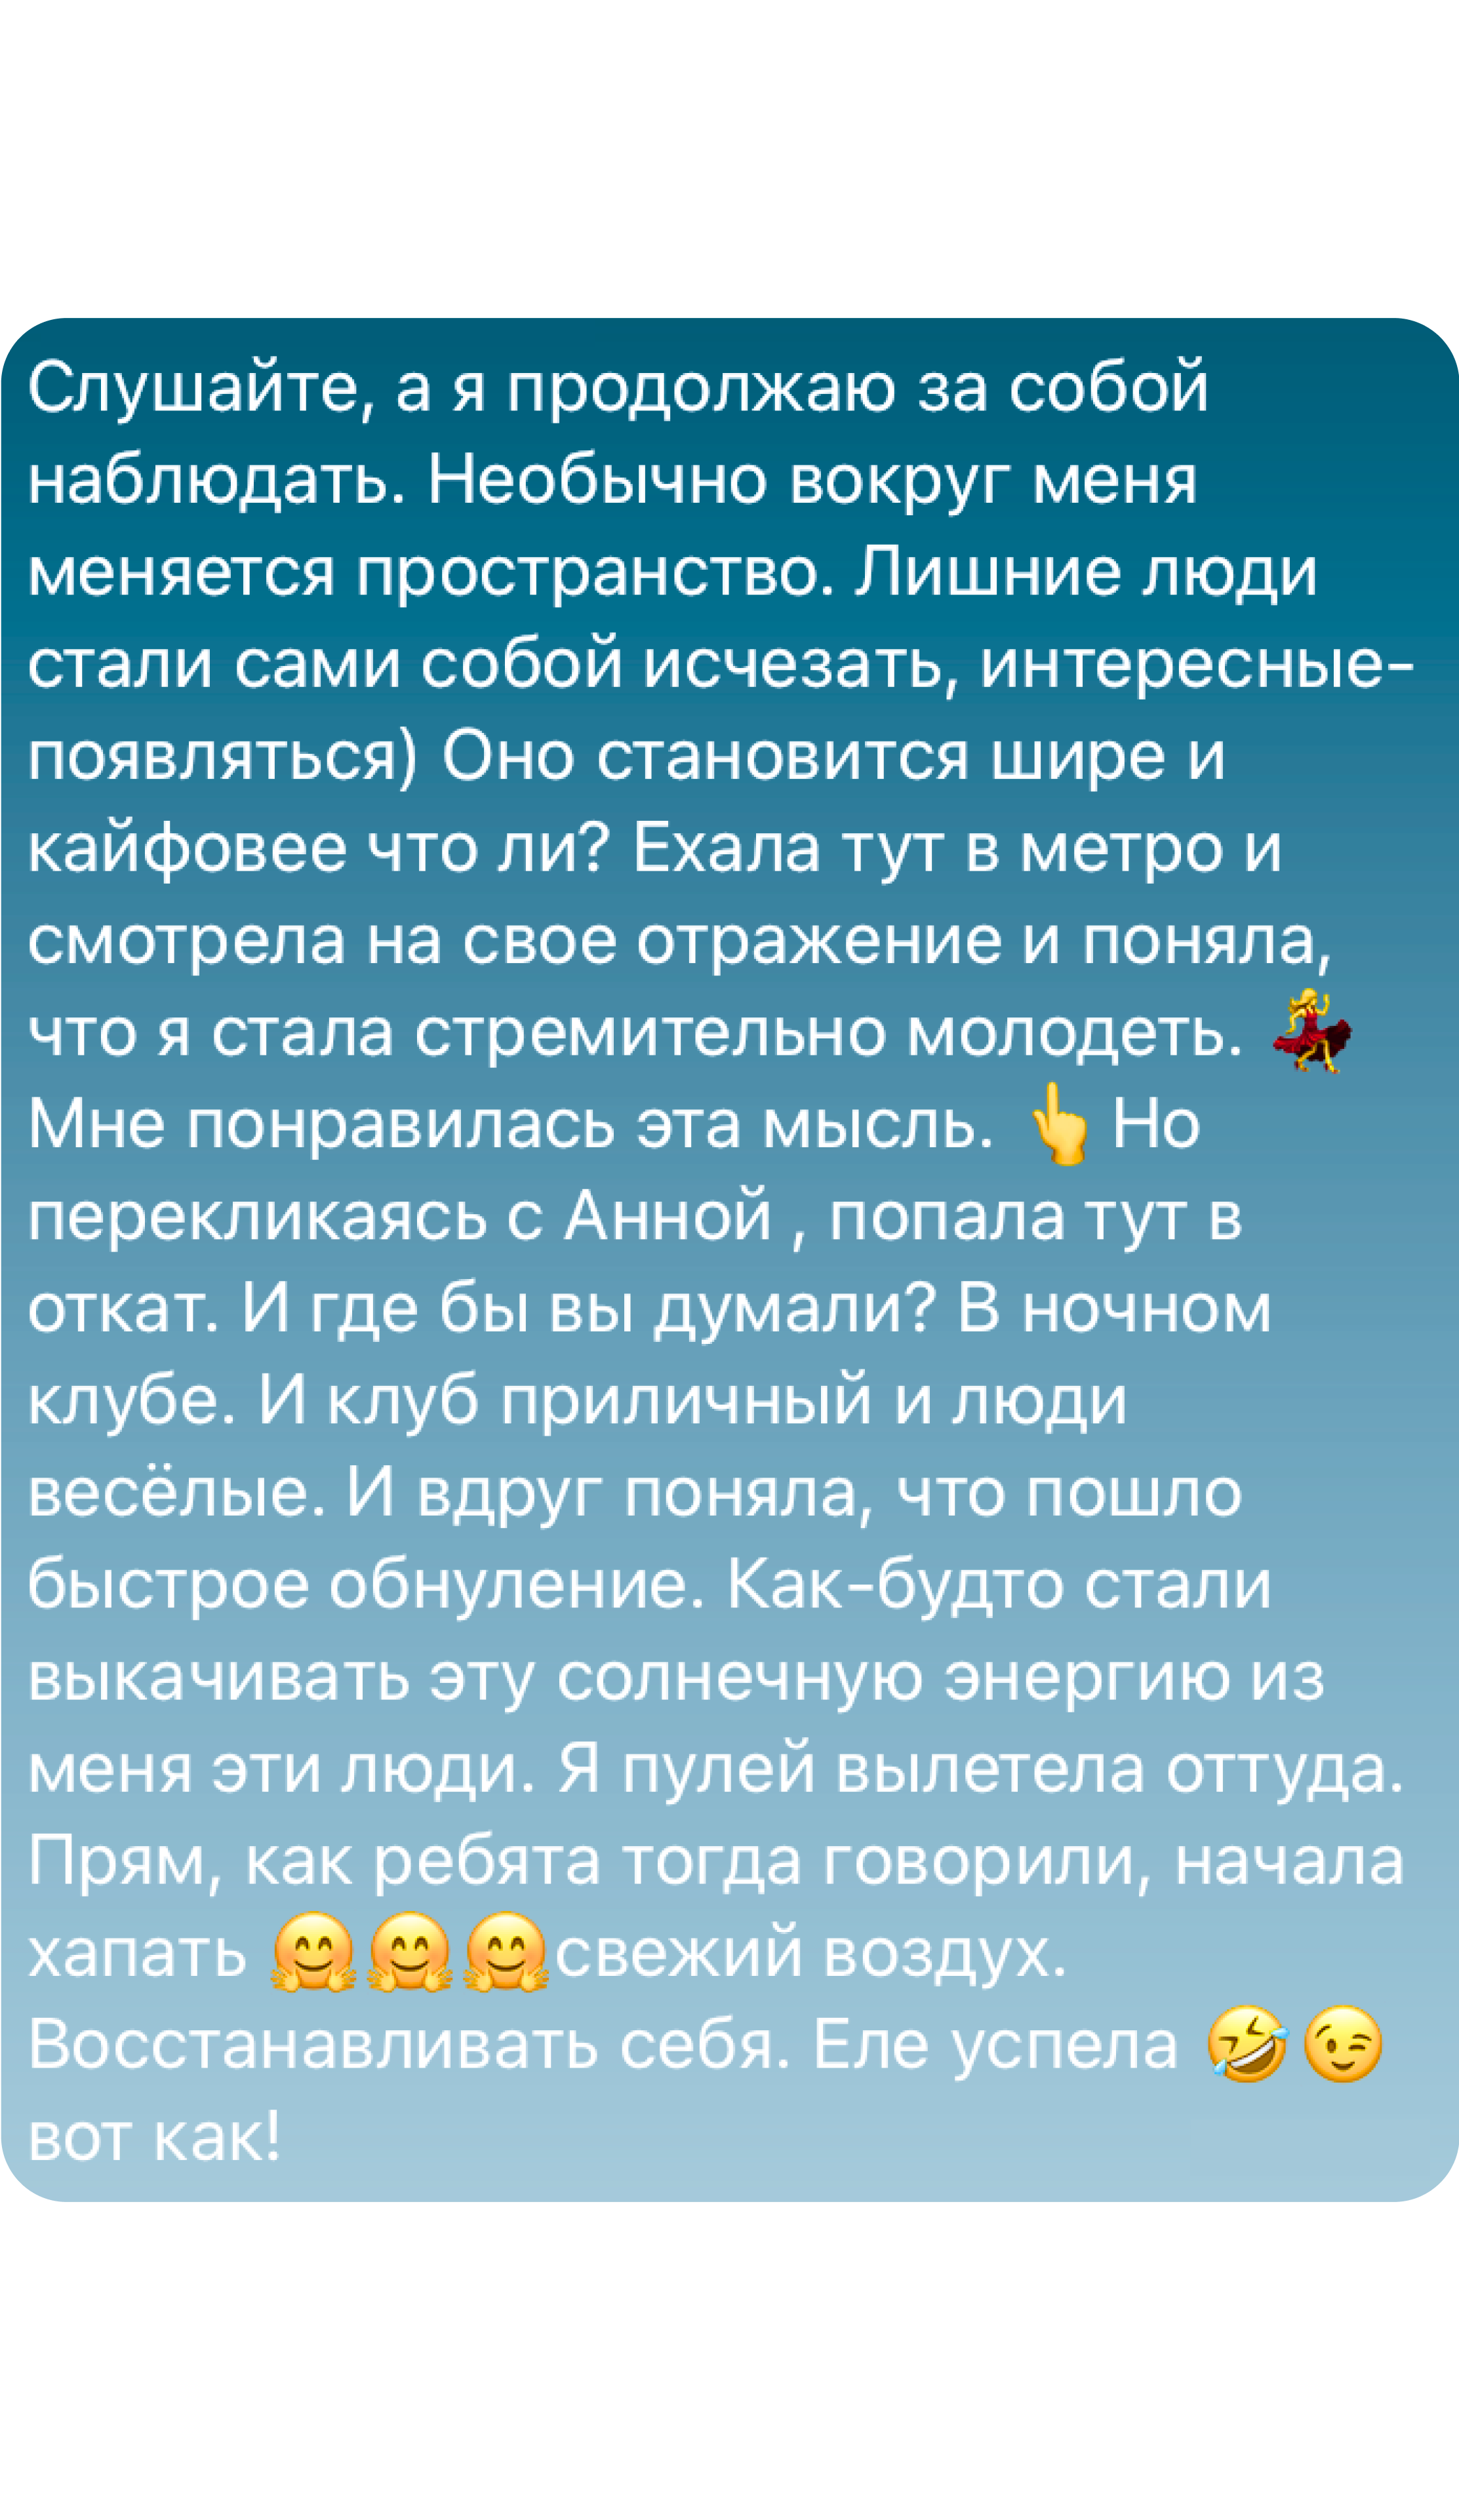 Слушайте, а я продолжаю за собой
наблюдать. Необычно вокруг меня
меняется пространство. Лишние люди
стали сами собой исчезать, интересные-
появляться) Оно становится шире и
кайфовее что ли? Ехала тут в метро и
смотрела на свое отражение и поняла,
что я стала стремительно молодеть. 💃
Мне понравилась эта мысль. 👆 Но
перекликаясь с Анной , попала тут в
откат. И где бы вы думали? В ночном
клубе. И клуб приличный и люди
весёлые. И вдруг поняла, что пошло
быстрое обнуление. Как-будто стали
выкачивать эту солнечную энергию из
меня эти люди. Я пулей вылетела оттуда.
Прям, как ребята тогда говорили, начала
хапать 🤗🤗🤗свежий воздух.
Восстанавливать себя. Еле успела 🤣😉
вот как!